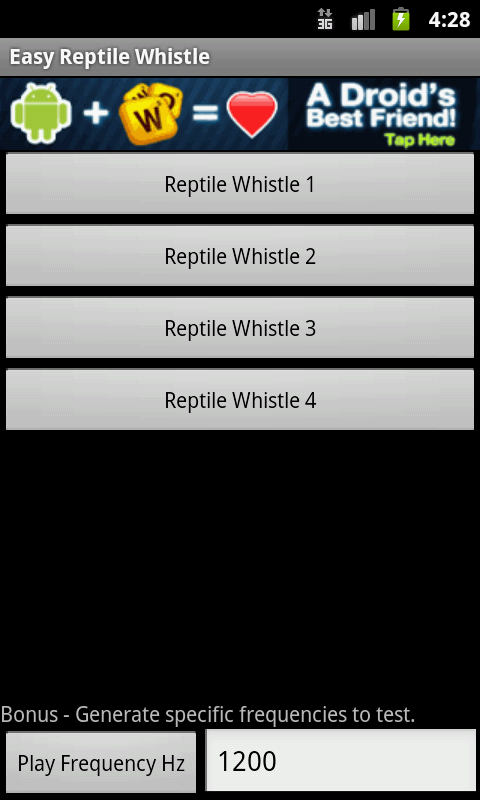 3G
4:28
Easy Reptile Whistle
+ W = A Droid's
Best Friend!
Tap Here
Reptile Whistle 1
Reptile Whistle 2
Reptile Whistle 3
Reptile Whistle 4
Bonus - Generate specific frequencies to test.
Play Frequency Hz 1200